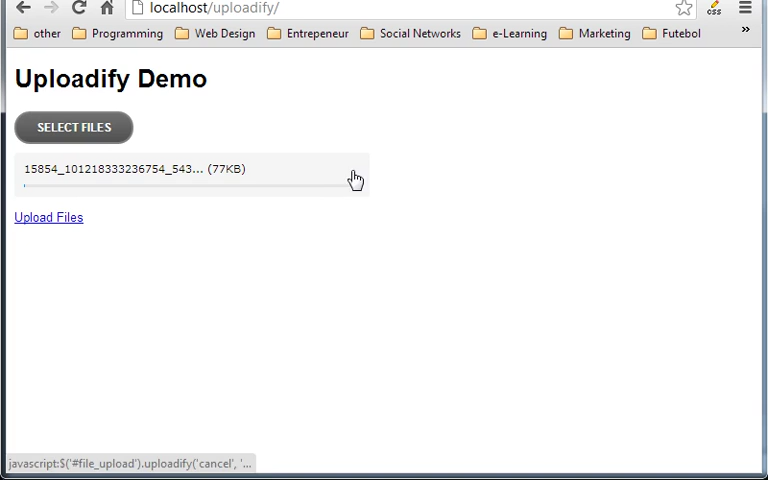 localhost/uploadify/
css
other Programming Web Design Entrepeneur Social Networks e-Learning Marketing Futebol »
Uploadify Demo
SELECT FILES
15854_101218333236754_543... (77KB)
Upload Files
javascript:$('#file_upload').uploadify('cancel', '...